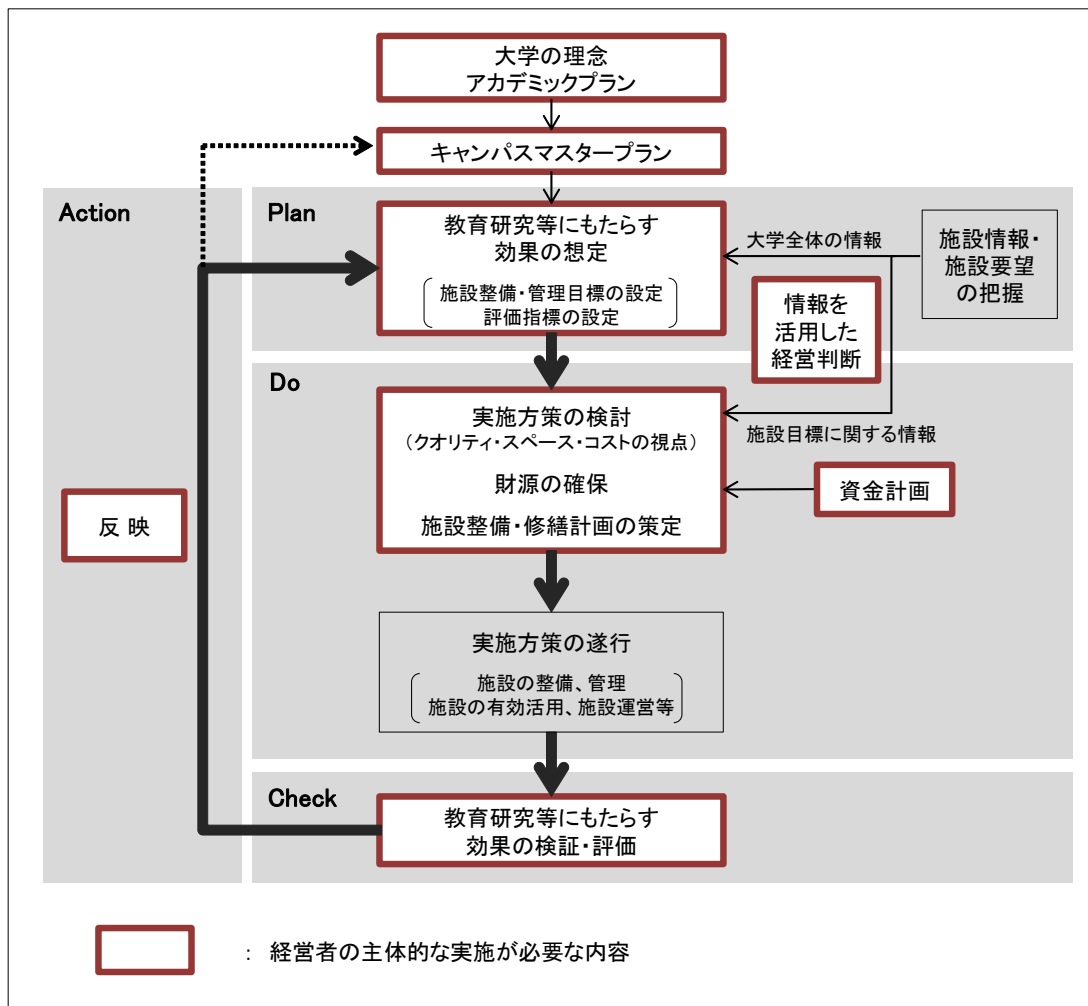 大学の理念
アカデミックプラン
キャンパスマスタープラン
Action
Plan
教育研究等にもたらす
効果の想定
施設整備・管理目標の設定
評価指標の設定
大学全体の情報
施設情報・
施設要望
の把握
情報を
活用した
経営判断
Do
実施方策の検討
(クオリティ・スペース・コストの視点)
財源の確保
施設整備・修繕計画の策定
施設目標に関する情報
資金計画
反 映
実施方策の遂行
施設の整備、管理
施設の有効活用、施設運営等
Check
教育研究等にもたらす
効果の検証・評価
： 経営者の主体的な実施が必要な内容